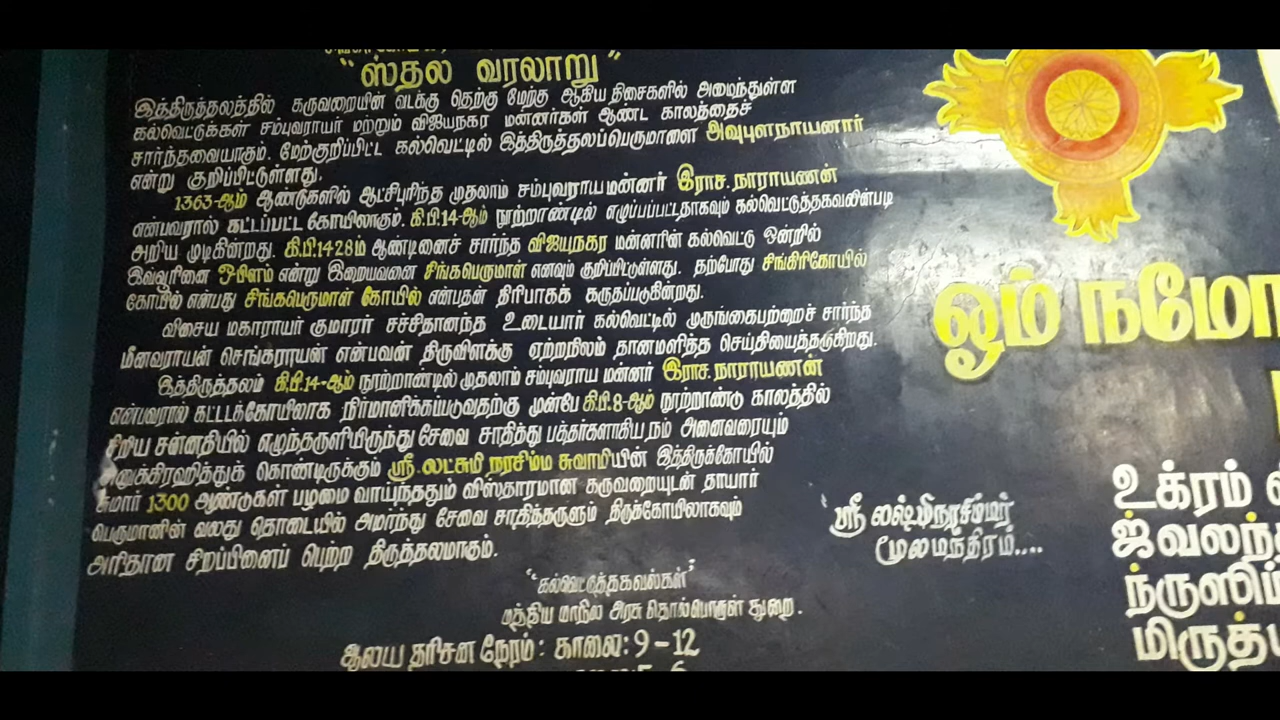 "ஸ்தல வரலாறு"
இத்திருத்தலத்தில் கருவறையின் வடக்கு தெற்கு மேற்கு ஆகிய திசைகளில் அமைந்துள்ள
கல்வெட்டுக்கள் சம்புவராயர் மற்றும் விஜயநகர மன்னர்கள் ஆண்ட காலத்தைச்
சார்ந்தவையாகும். மேற்குறிப்பிட்ட கல்வெட்டில் இத்திருத்தலப்பெருமாளை அவுபுளநாயனார்
என்று குறிப்பிட்டுள்ளது.
1363-ஆம் ஆண்டுகளில் ஆட்சிபுரிந்த முதலாம் சம்புவராயமன்னர் இராச.நாராயணன்
என்பவரால் கட்டப்பட்ட கோயிலாகும். கி.பி.14-ஆம் நூற்றாண்டில் எழுப்பப்பட்டதாகவும் கல்வெட்டுத்தகவலின்படி
அறிய முடிகின்றது. கி.பி.1428ம் ஆண்டினைச் சார்ந்த விஜயநகர மன்னரின் கல்வெட்டு ஒன்றில்
இவ்வூரினை ஒபிளம் என்று இறையவனை சிங்கபெருமாள் எனவும் குறிப்பிட்டுள்ளது. தற்போது சிங்கிரிகோயில்
கோயில் என்பது சிங்கபெருமாள் கோயில் என்பதன் திரிபாகக் கருதப்படுகின்றது.
விசைய மகாராயர் குமாரர் சச்சிதானந்த உடையார் கல்வெட்டில் முருங்கைபற்றைச் சார்ந்த
மீனவராயன் செங்கராயன் என்பவன் திருவிளக்கு ஏற்றநிலம் தானமளித்த செய்தியைத்தருகிறது.
இத்திருத்தலம் கி.பி.14-ஆம் நூற்றாண்டில் முதலாம் சம்புவராய மன்னர் இராச.நாராயணன்
என்பவரால் கட்டடக்கோயிலாக நிர்மானிக்கப்படுவதற்கு முன்பே கி.பி.8-ஆம் நூற்றாண்டு காலத்தில்
சிறிய சன்னதியில் எழுந்தருளியிருந்து சேவை சாதித்து பக்தர்களாகிய நம் அனைவரையும்
அனுக்கிரஹித்துக் கொண்டிருக்கும் ஸ்ரீ லட்சுமி நரசிம்ம சுவாமியின் இத்திருக்கோயில்
சுமார் 1300 ஆண்டுகள் பழமை வாய்ந்ததும் விஸ்தாரமான கருவறையுடன் தாயார்
பெருமானின் வலது தொடையில் அமர்ந்து சேவை சாதித்தருளும் திருக்கோயிலாகவும்
அரிதான சிறப்பினைப் பெற்ற திருத்தலமாகும்.
"கல்வெட்டுத்தகவல்கள்"
மத்திய மாநில அரசு தொல்பொருள் துறை.
ஆலய தரிசன நேரம் : காலை: 9 - 12
ஓம் நமோ
ஸ்ரீ லஷ்மிநரசிம்மர்
மூலமந்திரம்....
உக்ரம்
ஜ்வலந்
ந்ருஸிம்
மிருத்